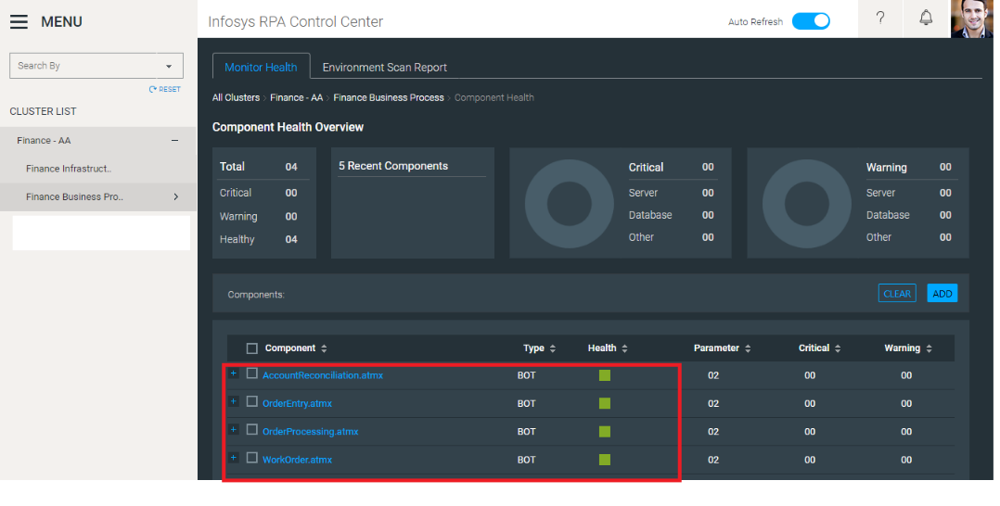 MENU
Infosys RPA Control Center
Auto Refresh
?
Search By
RESET
CLUSTER LIST
Finance - AA
Finance Infrastruct..
Finance Business Pro..
Monitor Health Environment Scan Report
All Clusters > Finance - AA > Finance Business Process > Component Health
Component Health Overview
Total 04
Critical 00
Warning 00
Healthy 04
5 Recent Components
Critical 00
Server 00
Database 00
Other 00
Warning 00
Server 00
Database 00
Other 00
Components: CLEAR ADD
Component Type Health Parameter Critical Warning
AccountReconciliation.atmx BOT 02 00 00
OrderEntry.atmx BOT 02 00 00
OrderProcessing.atmx BOT 02 00 00
WorkOrder.atmx BOT 02 00 00